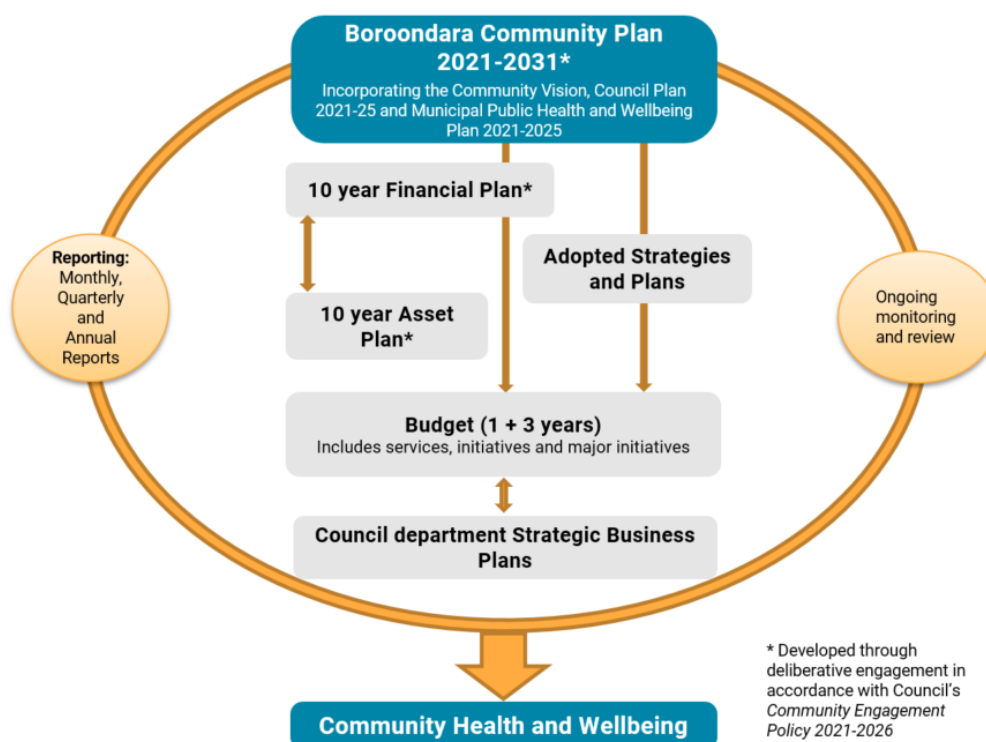 Boroondara Community Plan
2021-2031*
Incorporating the Community Vision, Council Plan
2021-25 and Municipal Public Health and Wellbeing
Plan 2021-2025
10 year Financial Plan*
Adopted Strategies
and Plans
Reporting:
Monthly,
Quarterly
and
Annual
Reports
10 year Asset
Plan*
Ongoing
monitoring
and review
Budget (1 + 3 years)
Includes services, initiatives and major initiatives
Council department Strategic Business
Plans
* Developed through
deliberative engagement in
accordance with Council's
Community Engagement
Policy 2021-2026
Community Health and Wellbeing